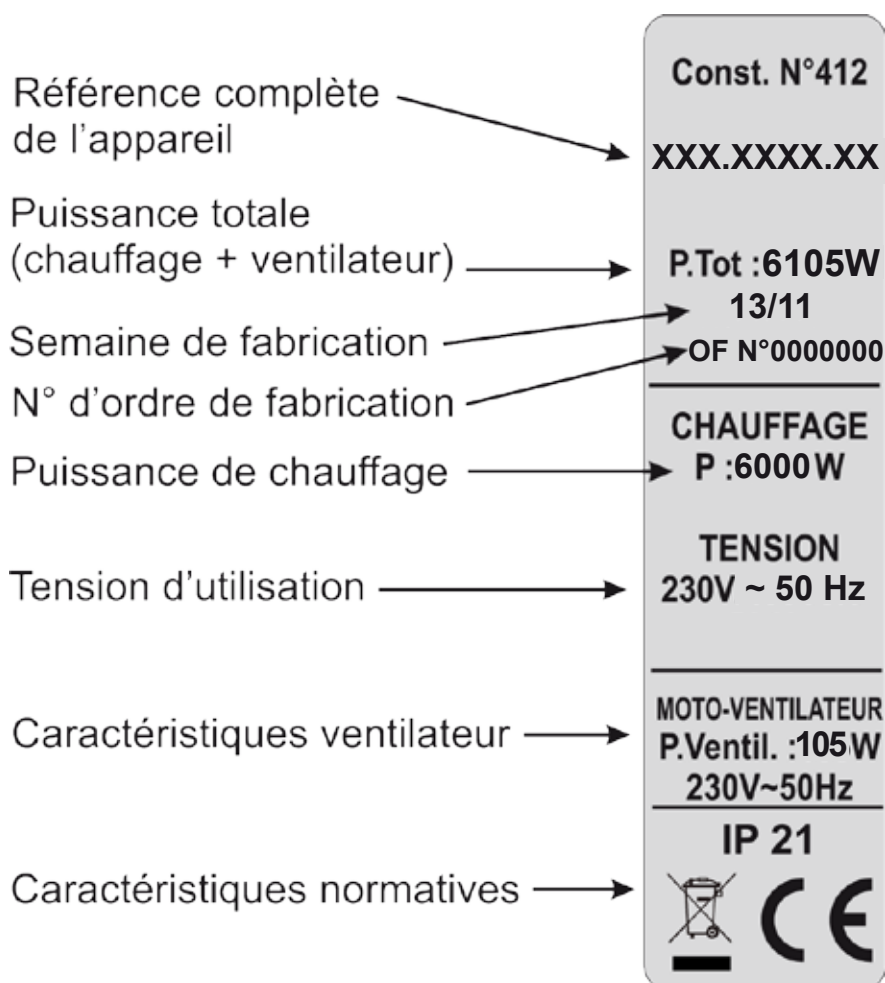 Const. N°412
Référence complète
de l'appareil
XXX.XXXX.XX
Puissance totale
(chauffage + ventilateur)
P.Tot :6105W
Semaine de fabrication
13/11
N° d'ordre de fabrication
OF N°0000000
Puissance de chauffage
CHAUFFAGE
P :6000 W
Tension d'utilisation
TENSION
230V ~ 50 Hz
Caractéristiques ventilateur
MOTO-VENTILATEUR
P.Ventil. :105W
230V~50Hz
Caractéristiques normatives
IP 21
CE